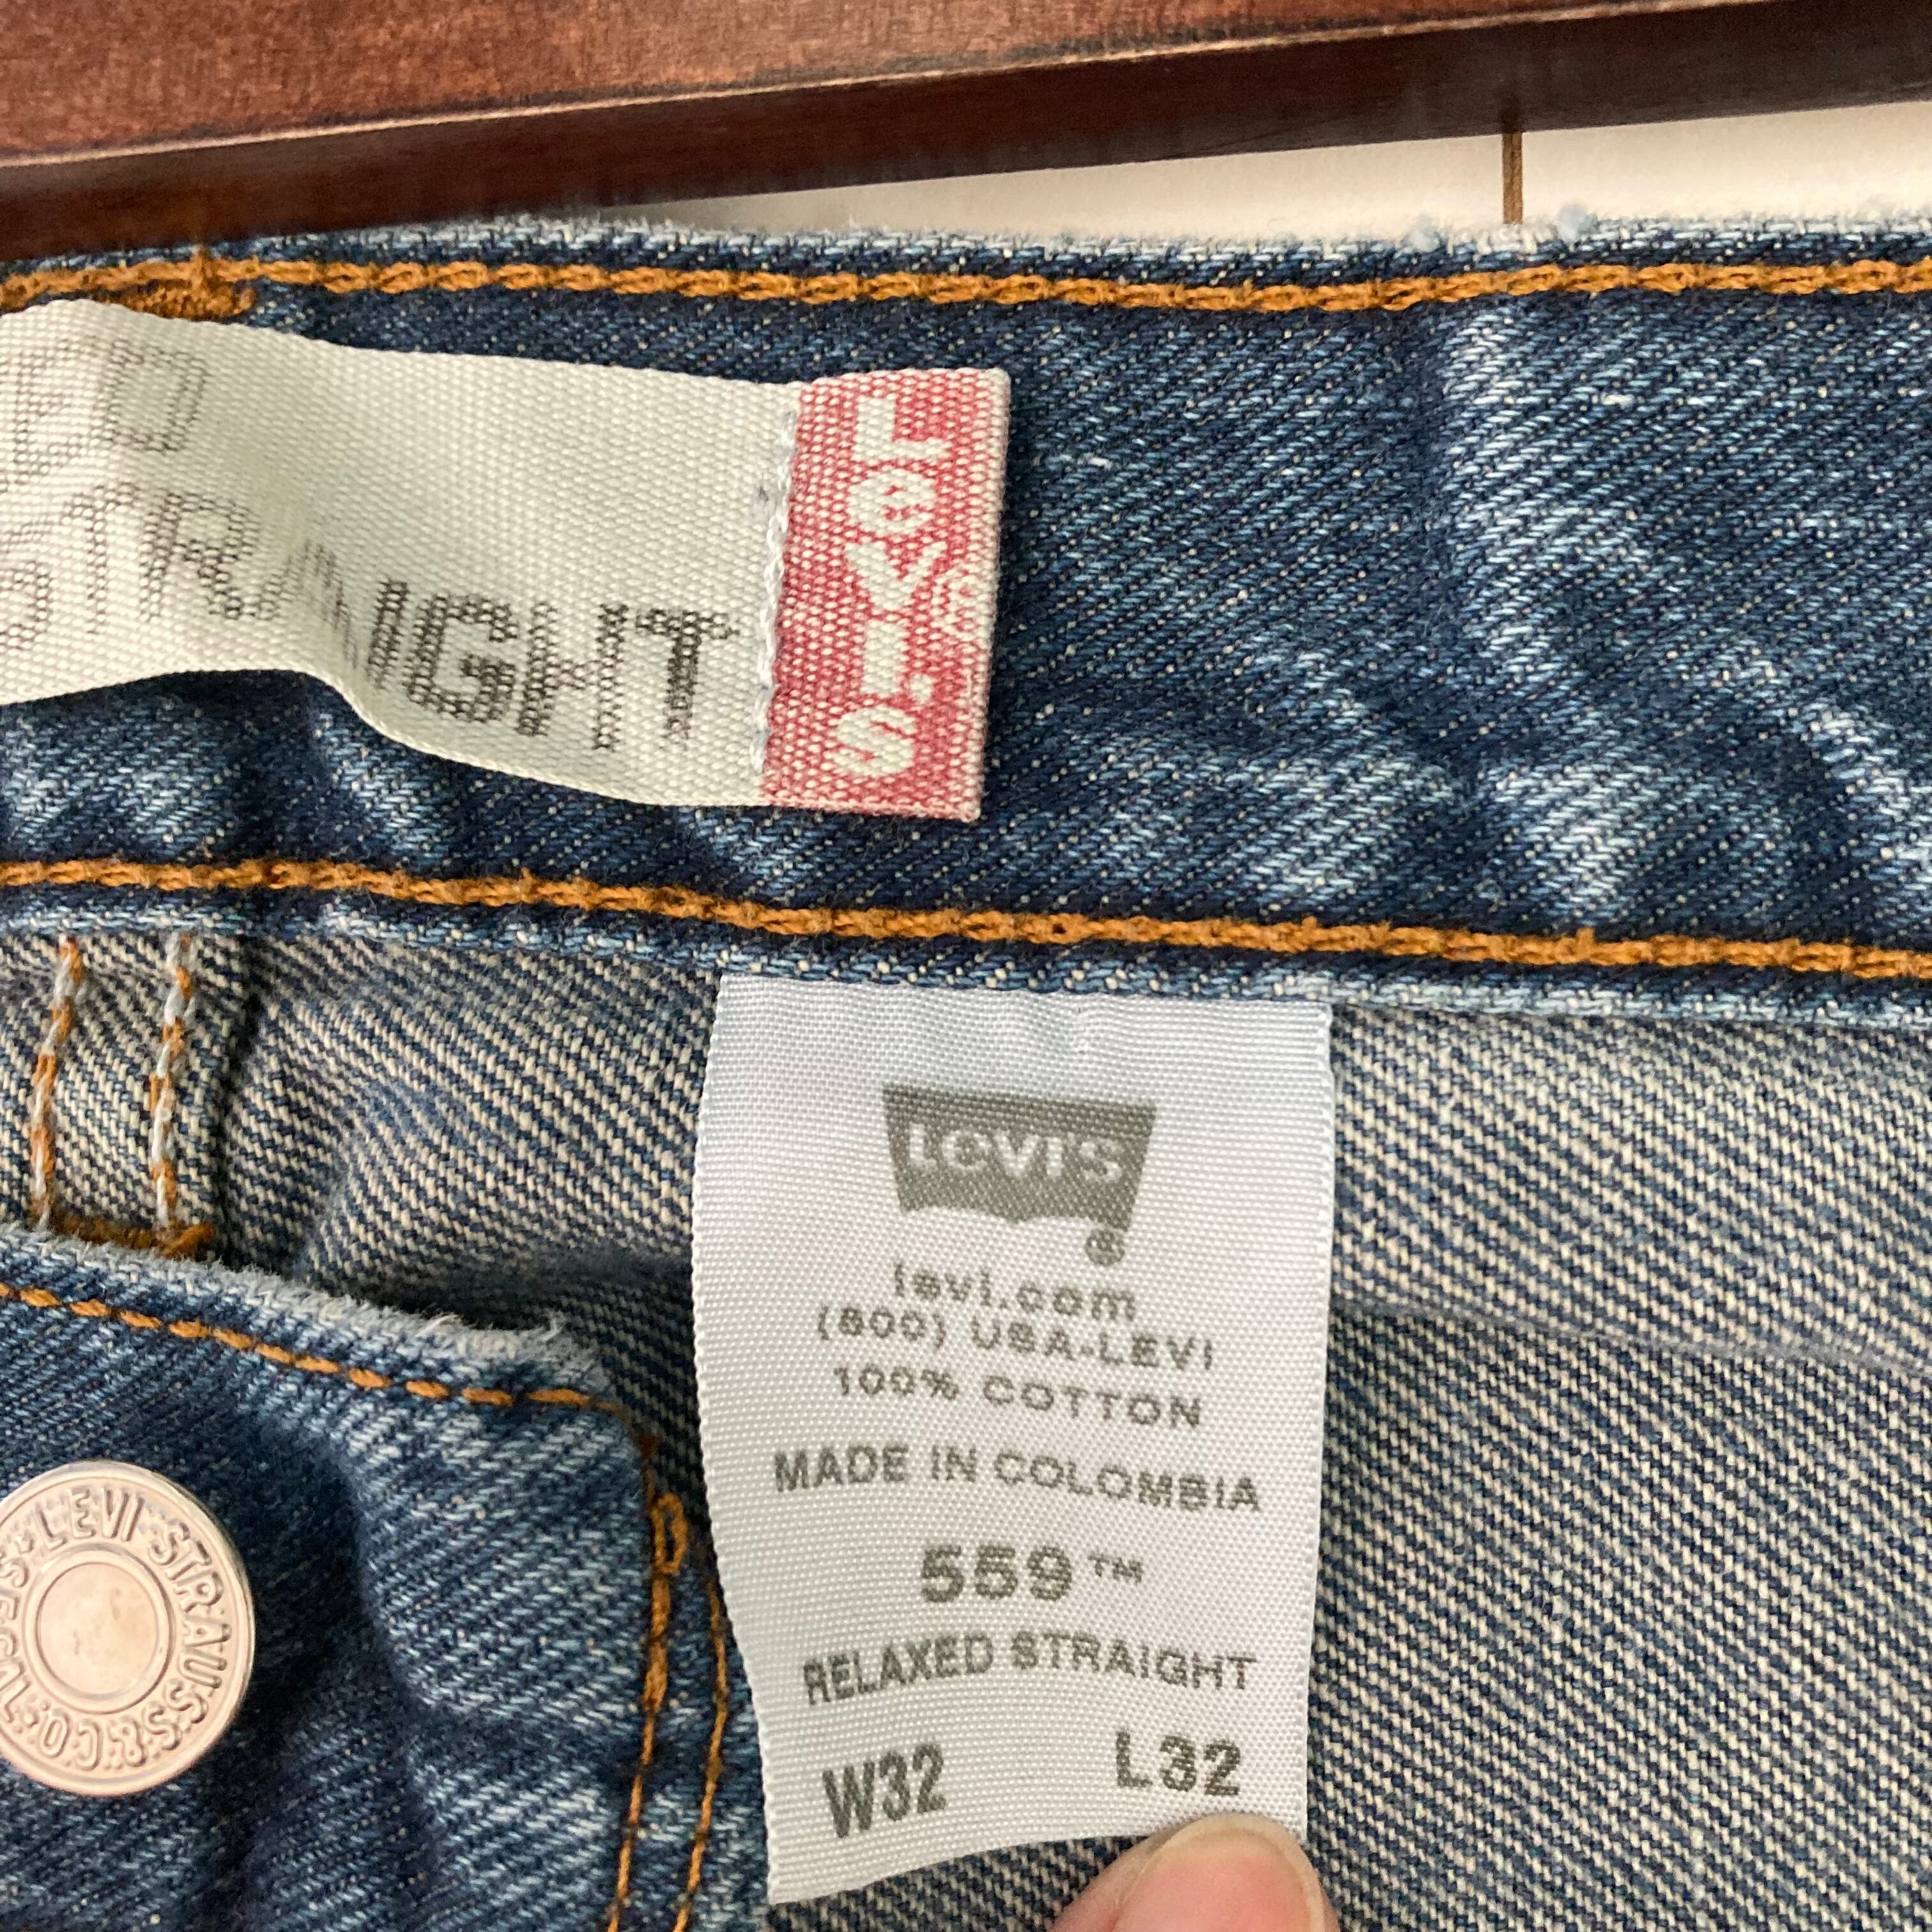 STRAIGHT
Levi's
LEVI'S
levi.com
(800) USA-LEVI
100% COTTON
MADE IN COLOMBIA
559™
RELAXED STRAIGHT
W32 L32
LEVI STRAUSS & CO.